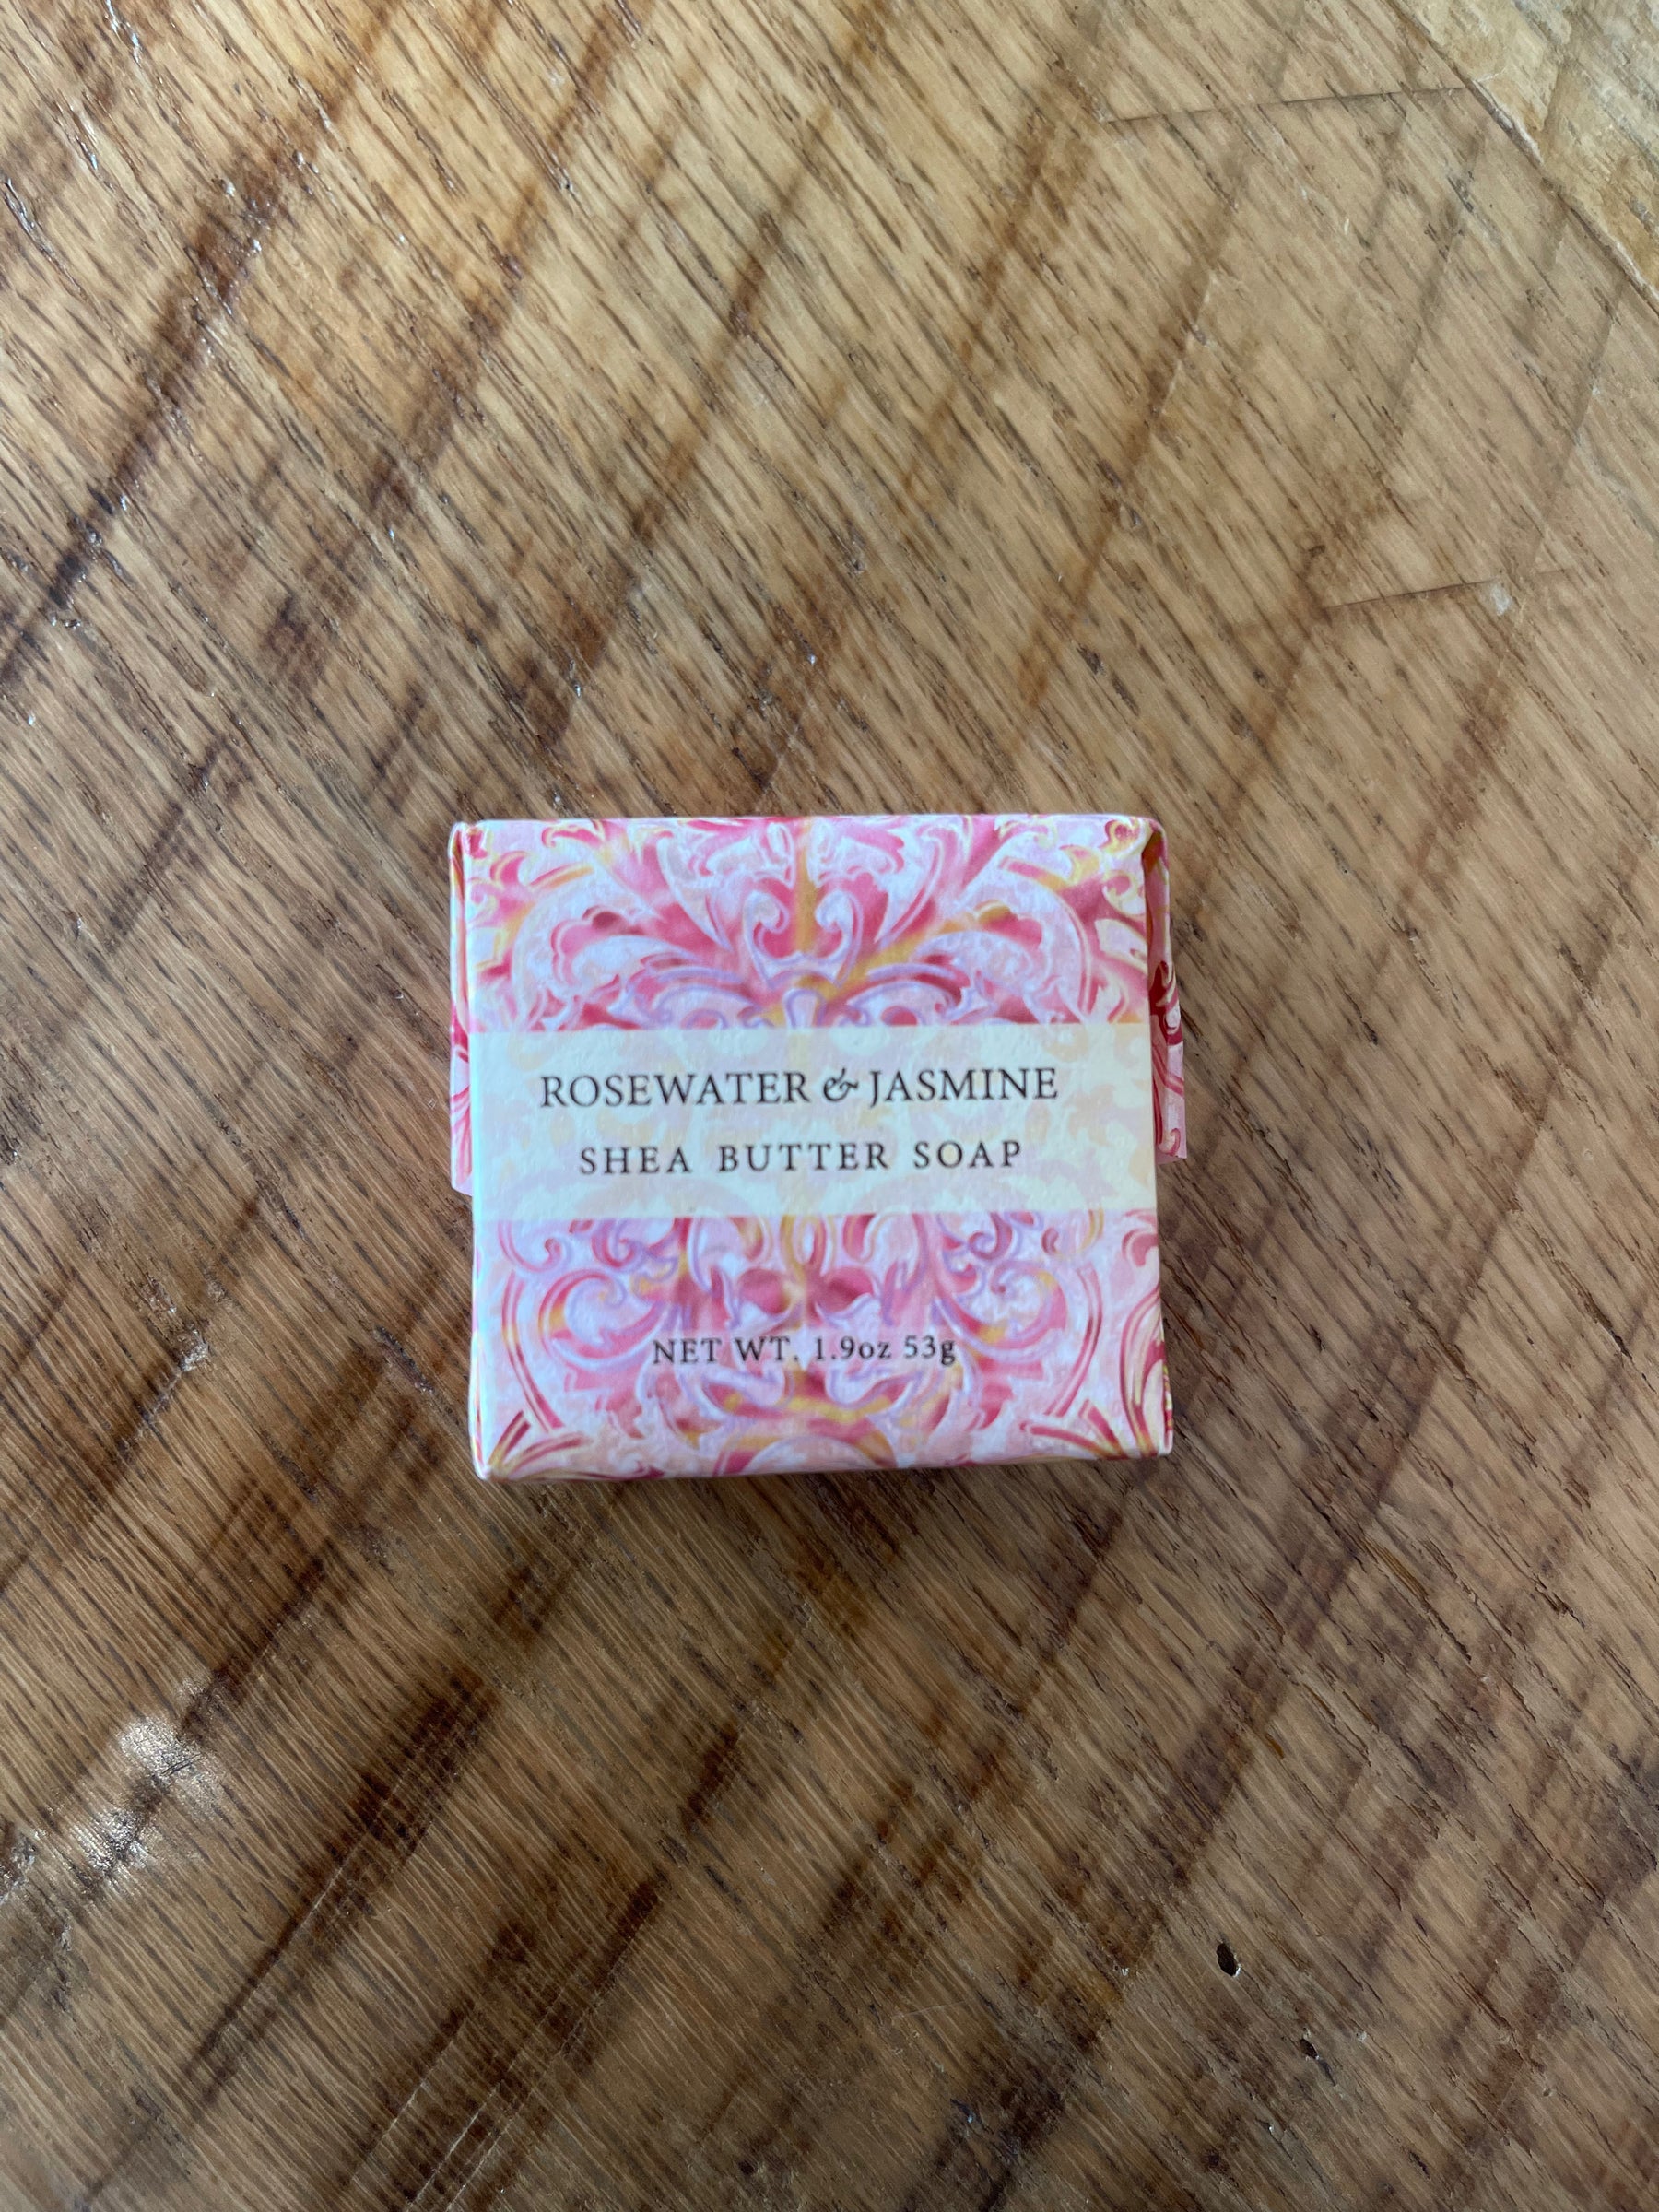 ROSEWATER & JASMINE
SHEA BUTTER SOAP
NET WT. 1.9oz 53g